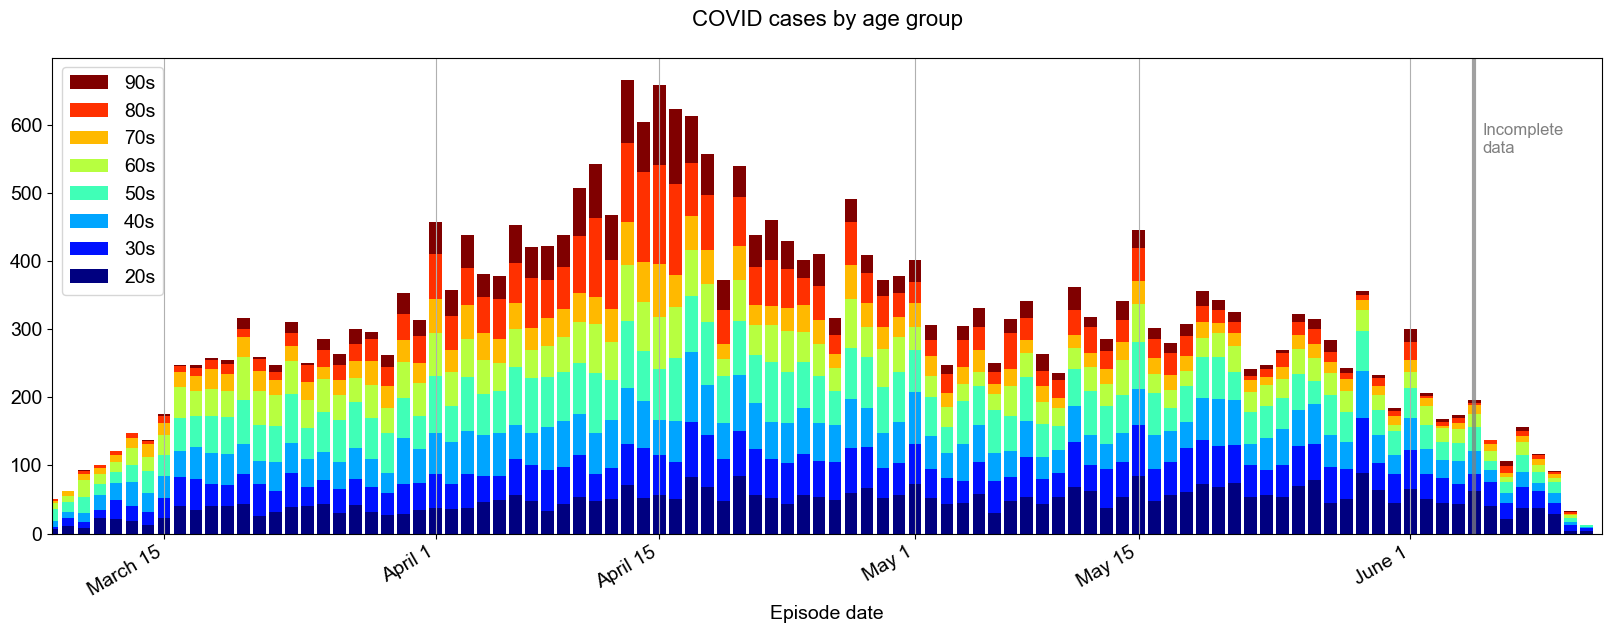 COVID cases by age group
90s
80s
70s
60s
50s
40s
30s
20s
600
500
400
300
200
100
0
Incomplete
data
March 15
April 1
April 15
May 1
May 15
June 1
Episode date